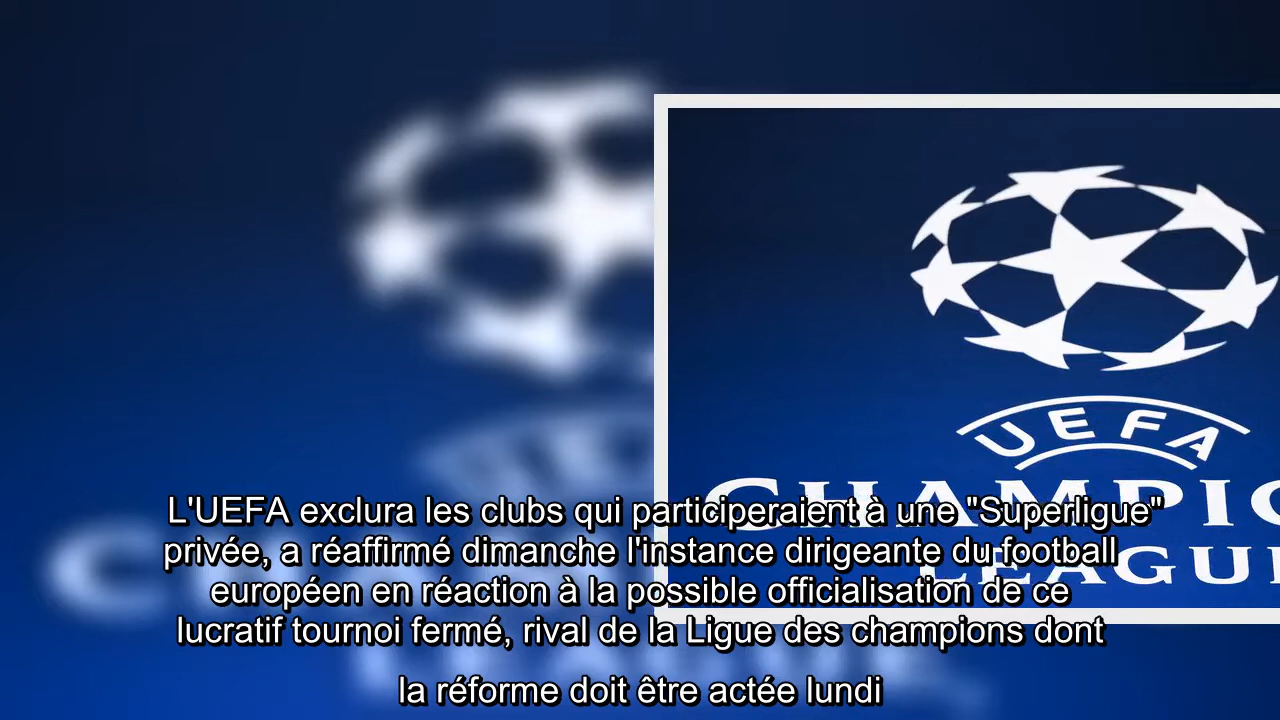 UEFA
CHAMPIO
LEAGU
L'UEFA exclura les clubs qui participeraient à une "Superligue"
privée, a réaffirmé dimanche l'instance dirigeante du football
européen en réaction à la possible officialisation de ce
lucratif tournoi fermé, rival de la Ligue des champions dont
la réforme doit être actée lundi